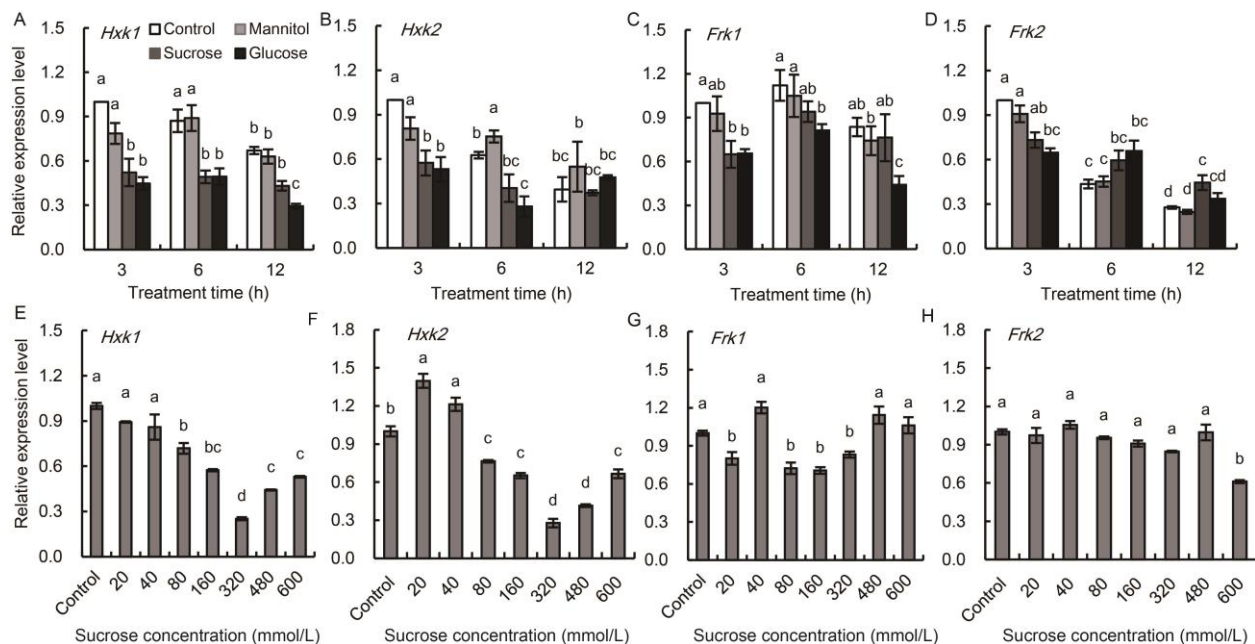 A
Hxk1
Control
Mannitol
Sucrose
Glucose
Relative expression level
1.5
1.2
0.9
0.6
0.3
0.0
a
a
b
b
a
a
b
b
b
b
b
c
3
6
12
Treatment time (h)
B
Hxk2
1.5
1.2
0.9
0.6
0.3
0.0
a
a
b
b
b
a
bc
c
bc
b
bc
bc
3
6
12
Treatment time (h)
C
Frk1
1.5
1.2
0.9
0.6
0.3
0.0
a
ab
b
b
a
a
ab
b
ab
b
ab
c
3
6
12
Treatment time (h)
D
Frk2
1.5
1.2
0.9
0.6
0.3
0.0
a
a
ab
bc
c
c
bc
bc
d
d
c
cd
3
6
12
Treatment time (h)
E
Hxk1
Relative expression level
1.5
1.2
0.9
0.6
0.3
0.0
a
a
a
b
bc
d
c
c
Control
20
40
80
160
320
480
600
Sucrose concentration (mmol/L)
F
Hxk2
1.8
1.5
1.2
0.9
0.6
0.3
0.0
b
a
a
c
c
d
d
c
Control
20
40
80
160
320
480
600
Sucrose concentration (mmol/L)
G
Frk1
1.8
1.5
1.2
0.9
0.6
0.3
0.0
a
b
a
b
b
b
a
a
Control
20
40
80
160
320
480
600
Sucrose concentration (mmol/L)
H
Frk2
1.8
1.5
1.2
0.9
0.6
0.3
0.0
a
a
a
a
a
a
a
b
Control
20
40
80
160
320
480
600
Sucrose concentration (mmol/L)